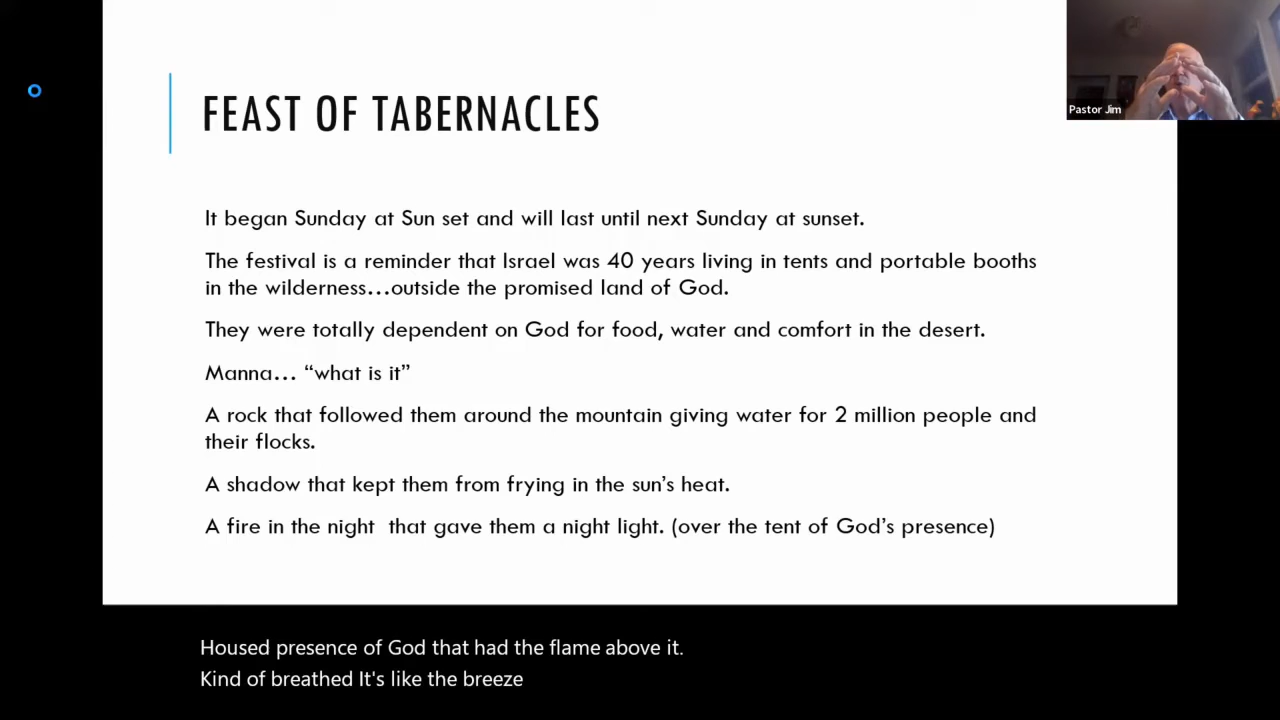 FEAST OF TABERNACLES
Pastor Jim
It began Sunday at Sun set and will last until next Sunday at sunset.
The festival is a reminder that Israel was 40 years living in tents and portable booths
in the wilderness…outside the promised land of God.
They were totally dependent on God for food, water and comfort in the desert.
Manna… “what is it”
A rock that followed them around the mountain giving water for 2 million people and
their flocks.
A shadow that kept them from frying in the sun’s heat.
A fire in the night  that gave them a night light. (over the tent of God’s presence)
Housed presence of God that had the flame above it.
Kind of breathed It's like the breeze